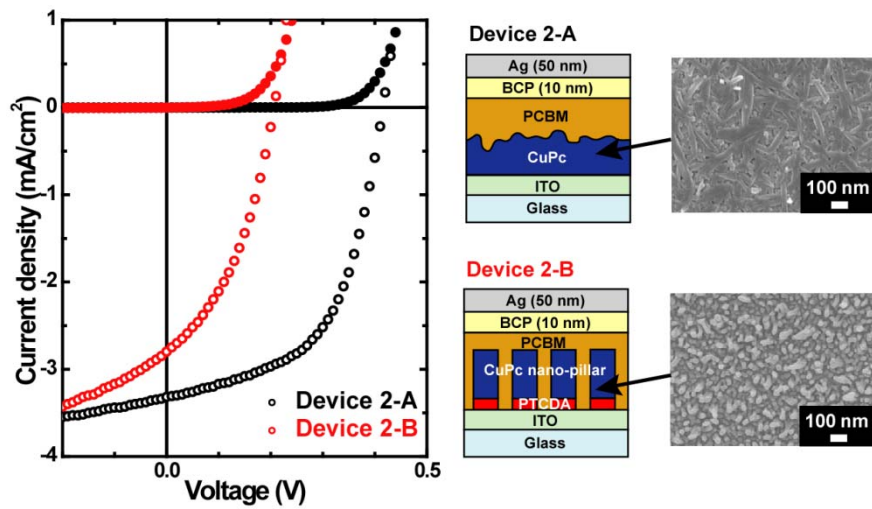 Current density (mA/cm²)
1
0
-1
-2
-3
-4
0.0
0.5
Voltage (V)
Device 2-A
Device 2-B
Device 2-A
Ag (50 nm)
BCP (10 nm)
PCBM
CuPc
ITO
Glass
100 nm
Device 2-B
Ag (50 nm)
BCP (10 nm)
PCBM
CuPc nano-pillar
PTCDA
ITO
Glass
100 nm